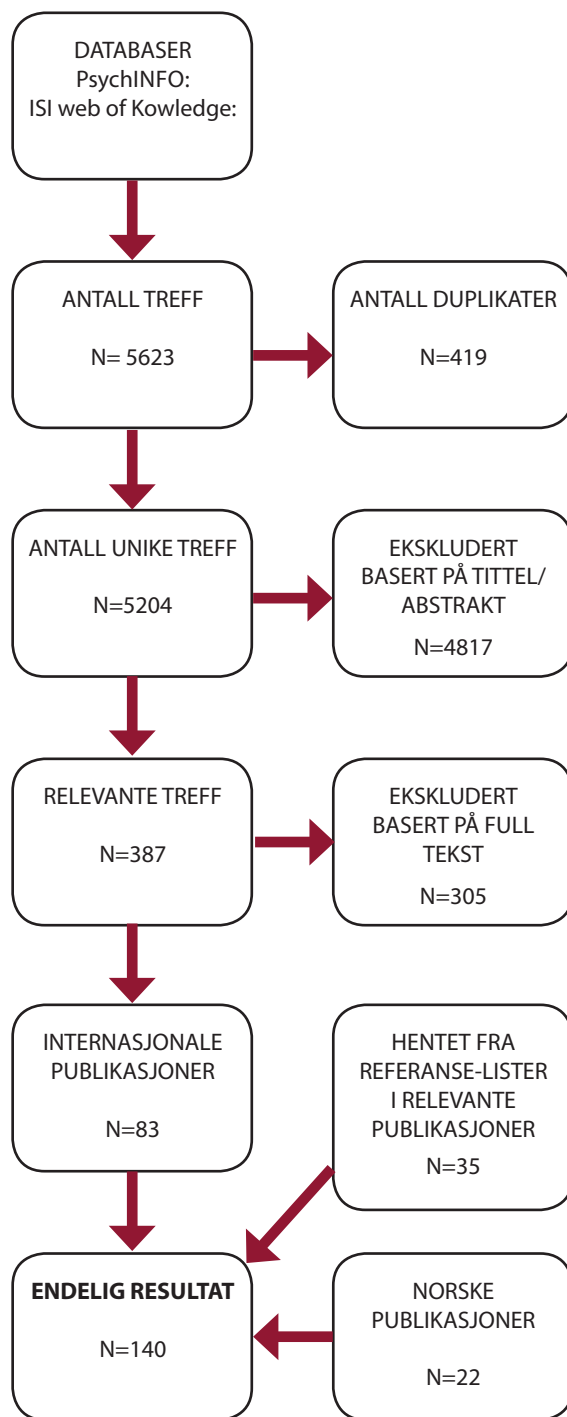 DATABASER
PsychINFO:
ISI web of Kowledge:
ANTALL TREFF
N= 5623
ANTALL DUPLIKATER
N=419
ANTALL UNIKE TREFF
N=5204
EKSKLUDERT
BASERT PÅ TITTEL/
ABSTRAKT
N=4817
RELEVANTE TREFF
N=387
EKSKLUDERT
BASERT PÅ FULL
TEKST
N=305
INTERNASJONALE
PUBLIKASJONER
N=83
HENTET FRA
REFERANSE-LISTER
I RELEVANTE
PUBLIKASJONER
N=35
ENDELIG RESULTAT
N=140
NORSKE
PUBLIKASJONER
N=22